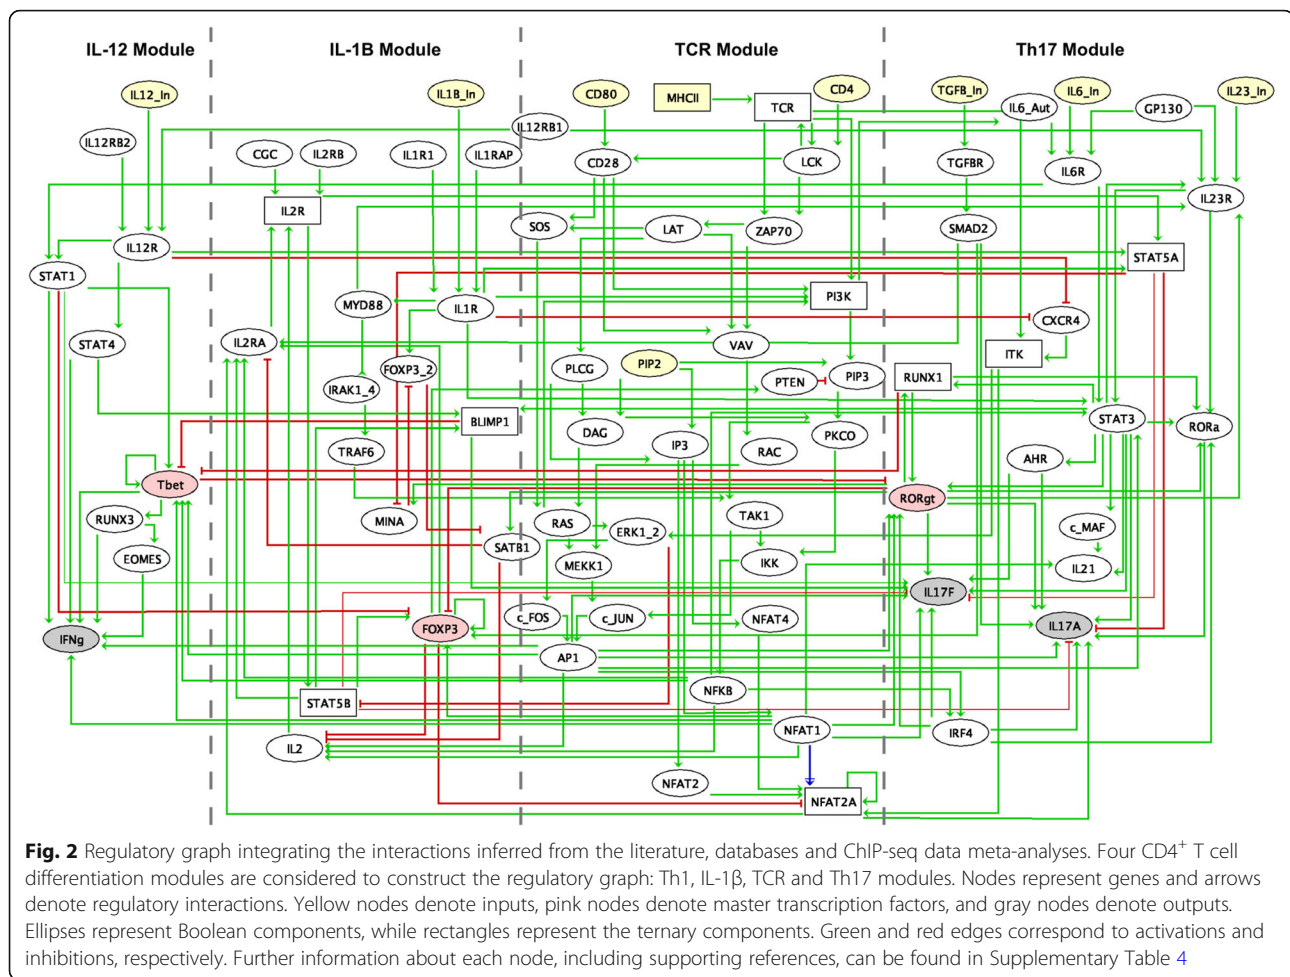 IL-12 Module IL-1B Module TCR Module Th17 Module
IL12_In IL1B_In CD80 MHCII TCR CD4 TGFB_In IL6_Aut IL6_In GP130 IL23_In
IL12RB2 CGC IL2RB IL1R1 IL1RAP IL12RB1 CD28 LCK TGFBR IL6R
IL2R SOS LAT ZAP70 SMAD2 IL23R
IL12R STAT5A
STAT1 MYD88 IL1R PI3K CXCR4
STAT4 IL2RA FOXP3_2 VAV ITK
IRAK1_4 PLCG PIP2 PTEN PIP3 RUNX1
BLIMP1 DAG IP3 RAC PKCO STAT3 RORa
TRAF6 AHR
Tbet RORgt
RUNX3 MINA RAS TAK1 c_MAF
EOMES SATB1 ERK1_2 MEKK1 IKK IL21
IL17F
IFNg FOXP3 c_FOS c_JUN NFAT4 IL17A
AP1
STAT5B NFKB
IL2 NFAT1 IRF4
NFAT2 NFAT2A
Fig. 2 Regulatory graph integrating the interactions inferred from the literature, databases and ChIP-seq data meta-analyses. Four CD4+ T cell
differentiation modules are considered to construct the regulatory graph: Th1, IL-1β, TCR and Th17 modules. Nodes represent genes and arrows
denote regulatory interactions. Yellow nodes denote inputs, pink nodes denote master transcription factors, and gray nodes denote outputs.
Ellipses represent Boolean components, while rectangles represent the ternary components. Green and red edges correspond to activations and
inhibitions, respectively. Further information about each node, including supporting references, can be found in Supplementary Table 4